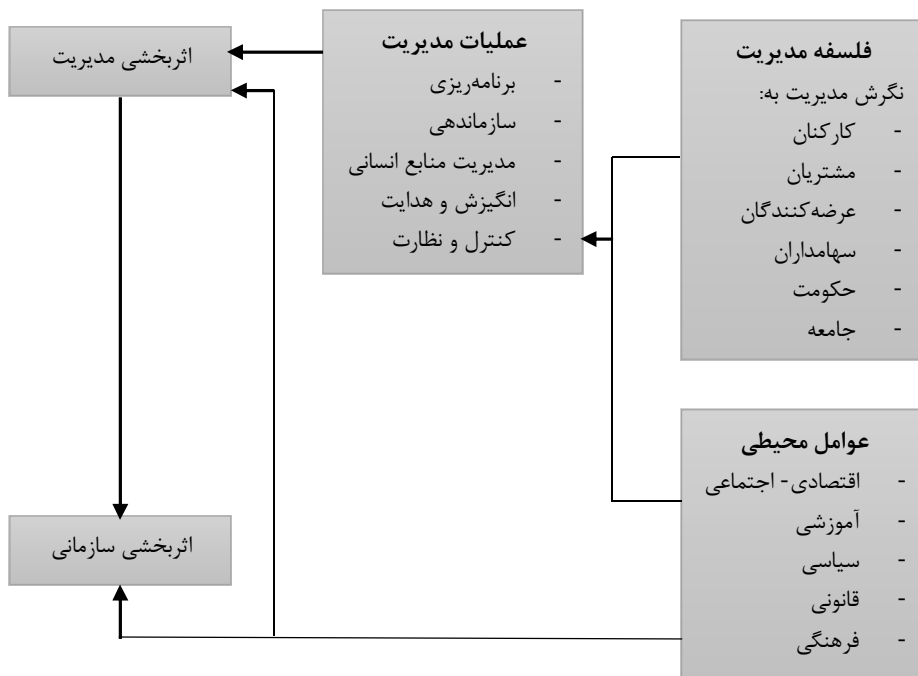 فلسفه مدیریت
نگرش مدیریت به:
- کارکنان
- مشتریان
- عرضه‌کنندگان
- سهامداران
- حکومت
- جامعه
عملیات مدیریت
- برنامه‌ریزی
- سازماندهی
- مدیریت منابع انسانی
- انگیزش و هدایت
- کنترل و نظارت
اثربخشی مدیریت
عوامل محیطی
- اقتصادی- اجتماعی
- آموزشی
- سیاسی
- قانونی
- فرهنگی
اثربخشی سازمانی